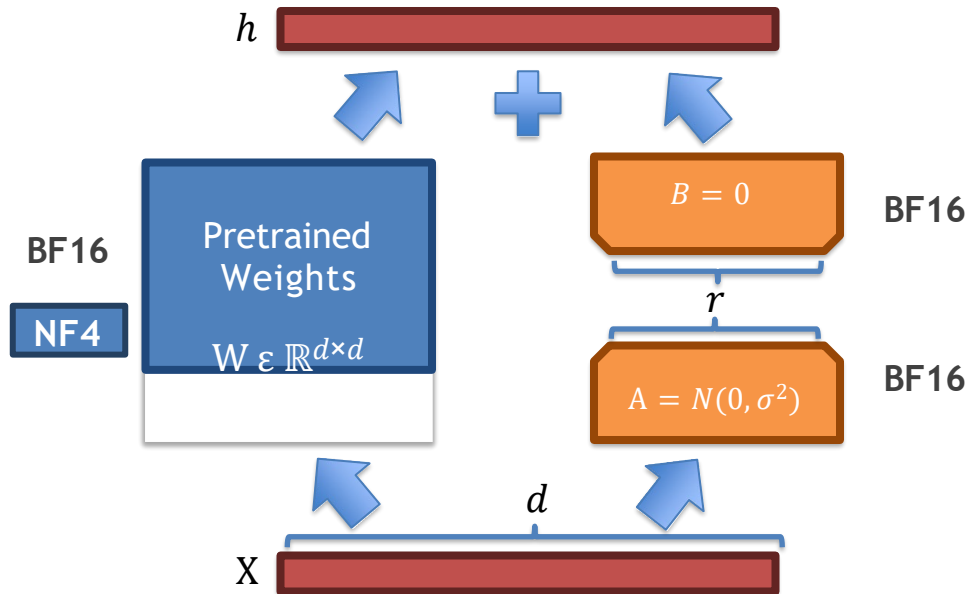 h
Pretrained
Weights
W ε ℝ^{d×d}
BF16
NF4
B = 0
BF16
r
A = N(0, σ²)
BF16
d
X